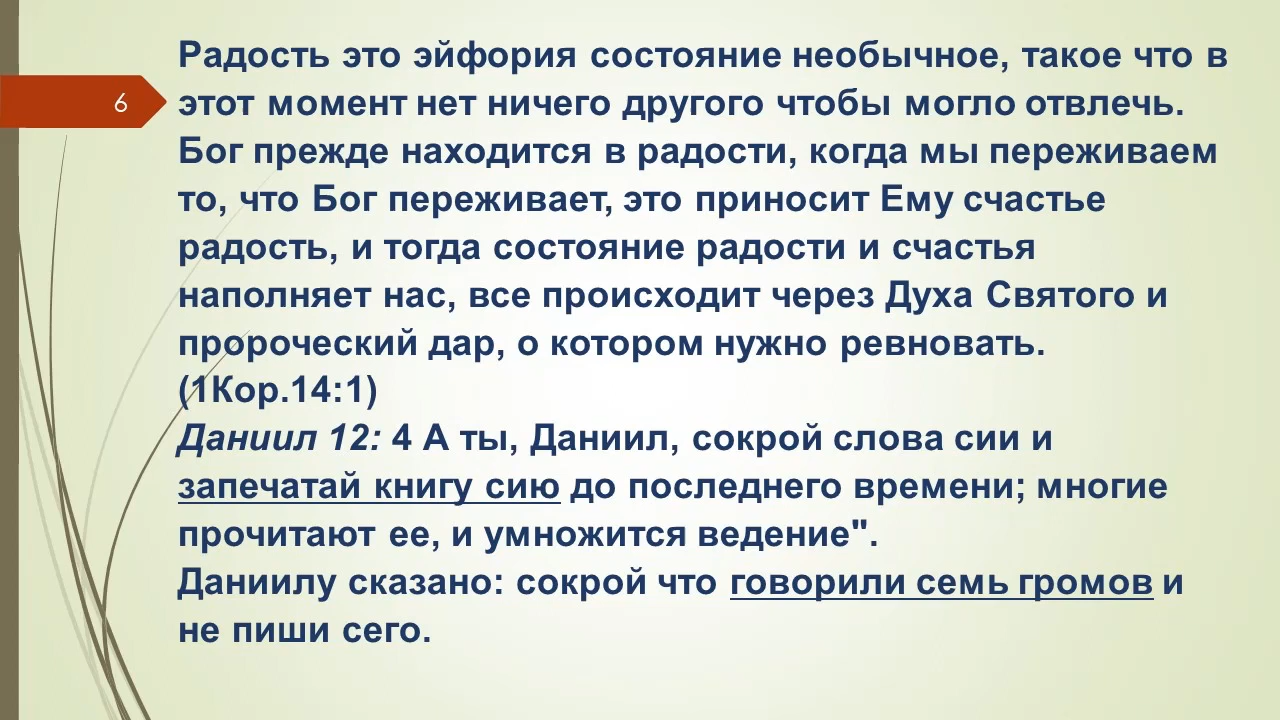 Радость это эйфория состояние необычное, такое что в
6
этот момент нет ничего другого чтобы могло отвлечь.
Бог прежде находится в радости, когда мы переживаем
то, что Бог переживает, это приносит Ему счастье
радость, и тогда состояние радости и счастья
наполняет нас, все происходит через Духа Святого и
пророческий дар, о котором нужно ревновать.
(1Кор.14:1)
Даниил 12: 4 А ты, Даниил, сокрой слова сии и
запечатай книгу сию до последнего времени; многие
прочитают ее, и умножится ведение".
Даниилу сказано: сокрой что говорили семь громов и
не пиши сего.